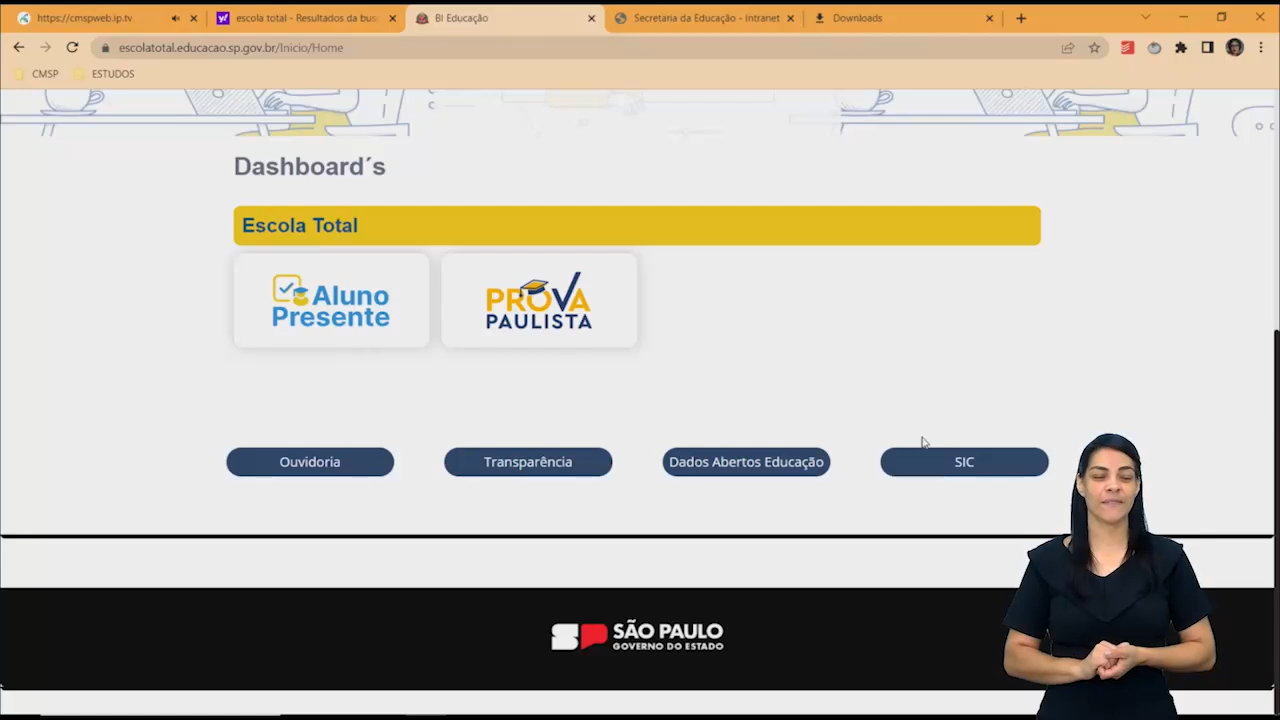 https://cmspweb.ip.tv
escola total - Resultados da bus
BI Educação
Secretaria da Educação - Intranet
Downloads
escolatotal.educacao.sp.gov.br/Inicio/Home
CMSP
ESTUDOS
Dashboard´s
Escola Total
Aluno
Presente
PROVA
PAULISTA
Ouvidoria
Transparência
Dados Abertos Educação
SIC
SP
SÃO PAULO
GOVERNO DO ESTADO